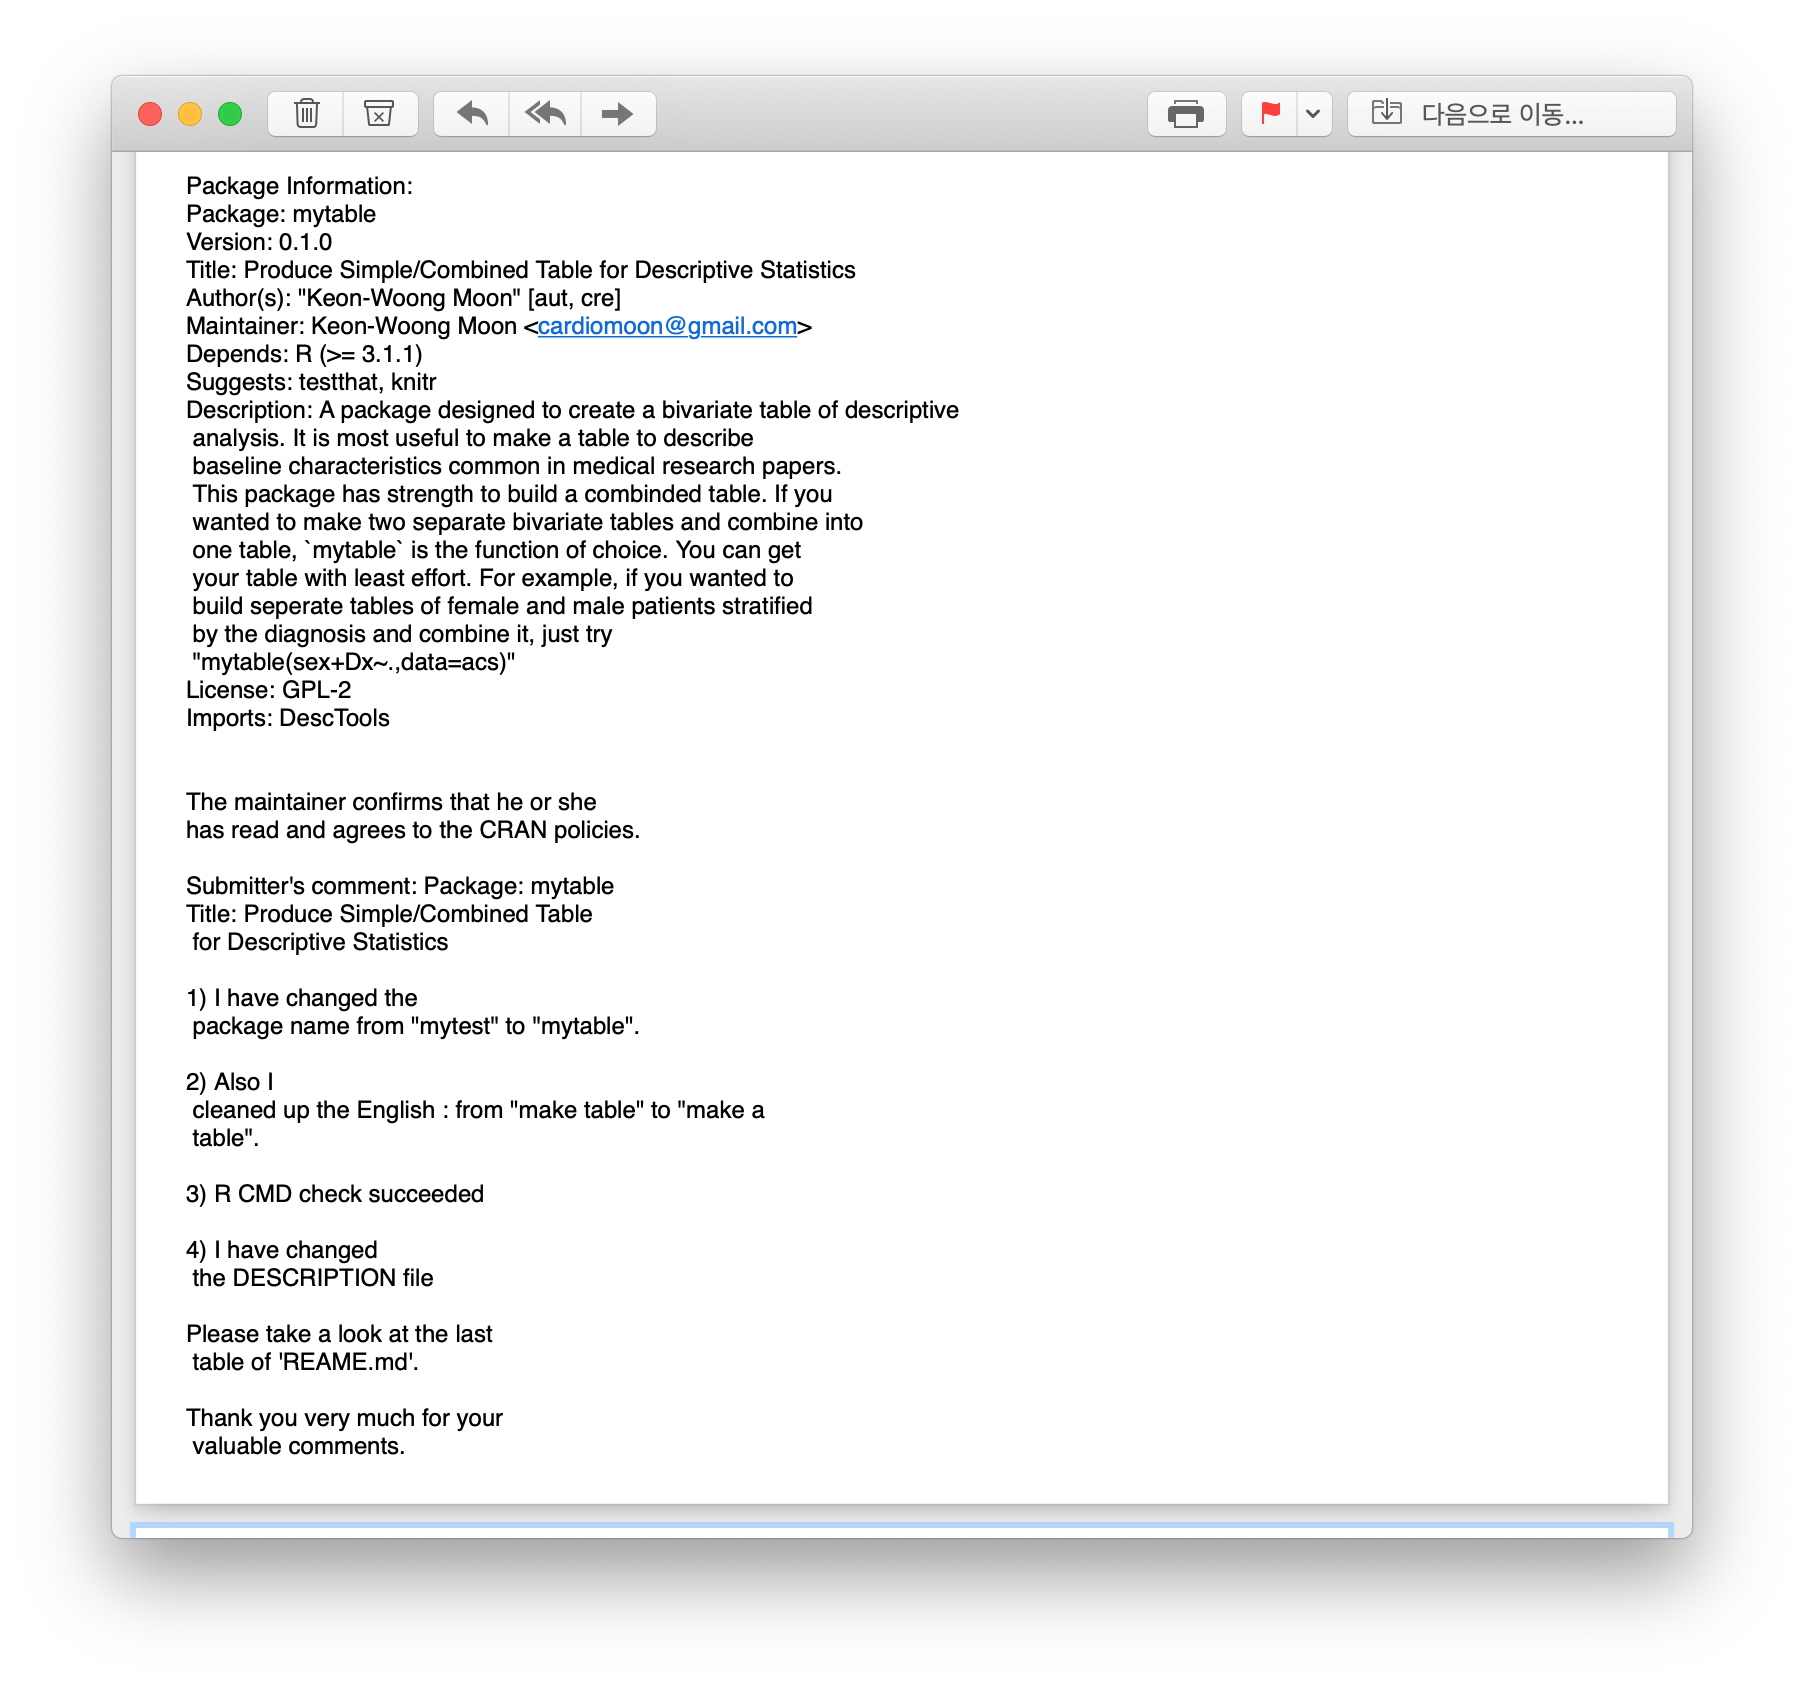 다음으로 이동...
Package Information:
Package: mytable
Version: 0.1.0
Title: Produce Simple/Combined Table for Descriptive Statistics
Author(s): "Keon-Woong Moon" [aut, cre]
Maintainer: Keon-Woong Moon <cardiomoon@gmail.com>
Depends: R (>= 3.1.1)
Suggests: testthat, knitr
Description: A package designed to create a bivariate table of descriptive
analysis. It is most useful to make a table to describe
baseline characteristics common in medical research papers.
This package has strength to build a combinded table. If you
wanted to make two separate bivariate tables and combine into
one table, `mytable` is the function of choice. You can get
your table with least effort. For example, if you wanted to
build seperate tables of female and male patients stratified
by the diagnosis and combine it, just try
"mytable(sex+Dx~.,data=acs)"
License: GPL-2
Imports: DescTools
The maintainer confirms that he or she
has read and agrees to the CRAN policies.
Submitter's comment: Package: mytable
Title: Produce Simple/Combined Table
for Descriptive Statistics
1) I have changed the
package name from "mytest" to "mytable".
2) Also I
cleaned up the English : from "make table" to "make a
table".
3) R CMD check succeeded
4) I have changed
the DESCRIPTION file
Please take a look at the last
table of 'REAME.md'.
Thank you very much for your
valuable comments.